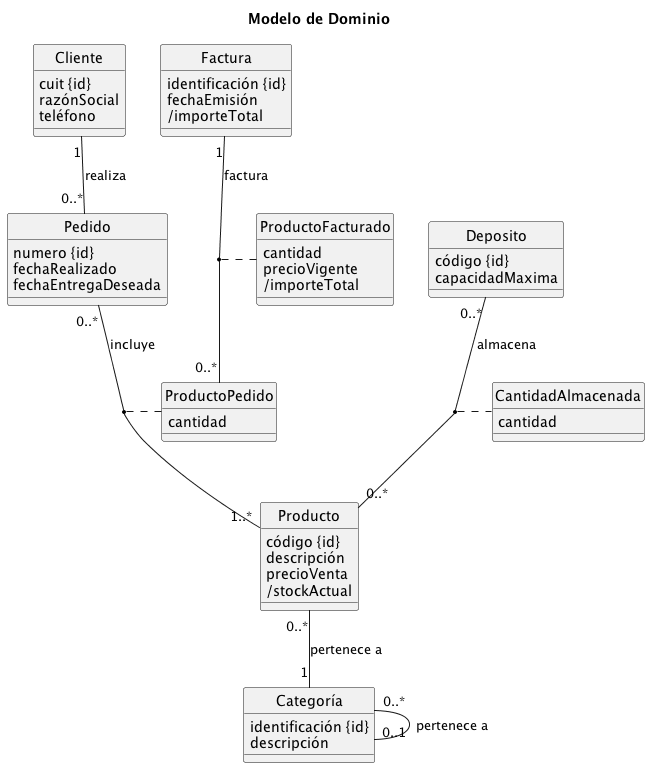 Modelo de Dominio
Cliente
cuit {id}
razónSocial
teléfono
Factura
identificación {id}
fechaEmisión
/importeTotal
1
realiza
0..*
1
factura
Pedido
numero {id}
fechaRealizado
fechaEntregaDeseada
ProductoFacturado
cantidad
precioVigente
/importeTotal
Deposito
código {id}
capacidadMaxima
0..*
incluye
0..*
0..*
almacena
ProductoPedido
cantidad
CantidadAlmacenada
cantidad
1..*
0..*
Producto
código {id}
descripción
precioVenta
/stockActual
0..*
pertenece a
1
Categoría
identificación {id}
descripción
0..*
pertenece a
0..1